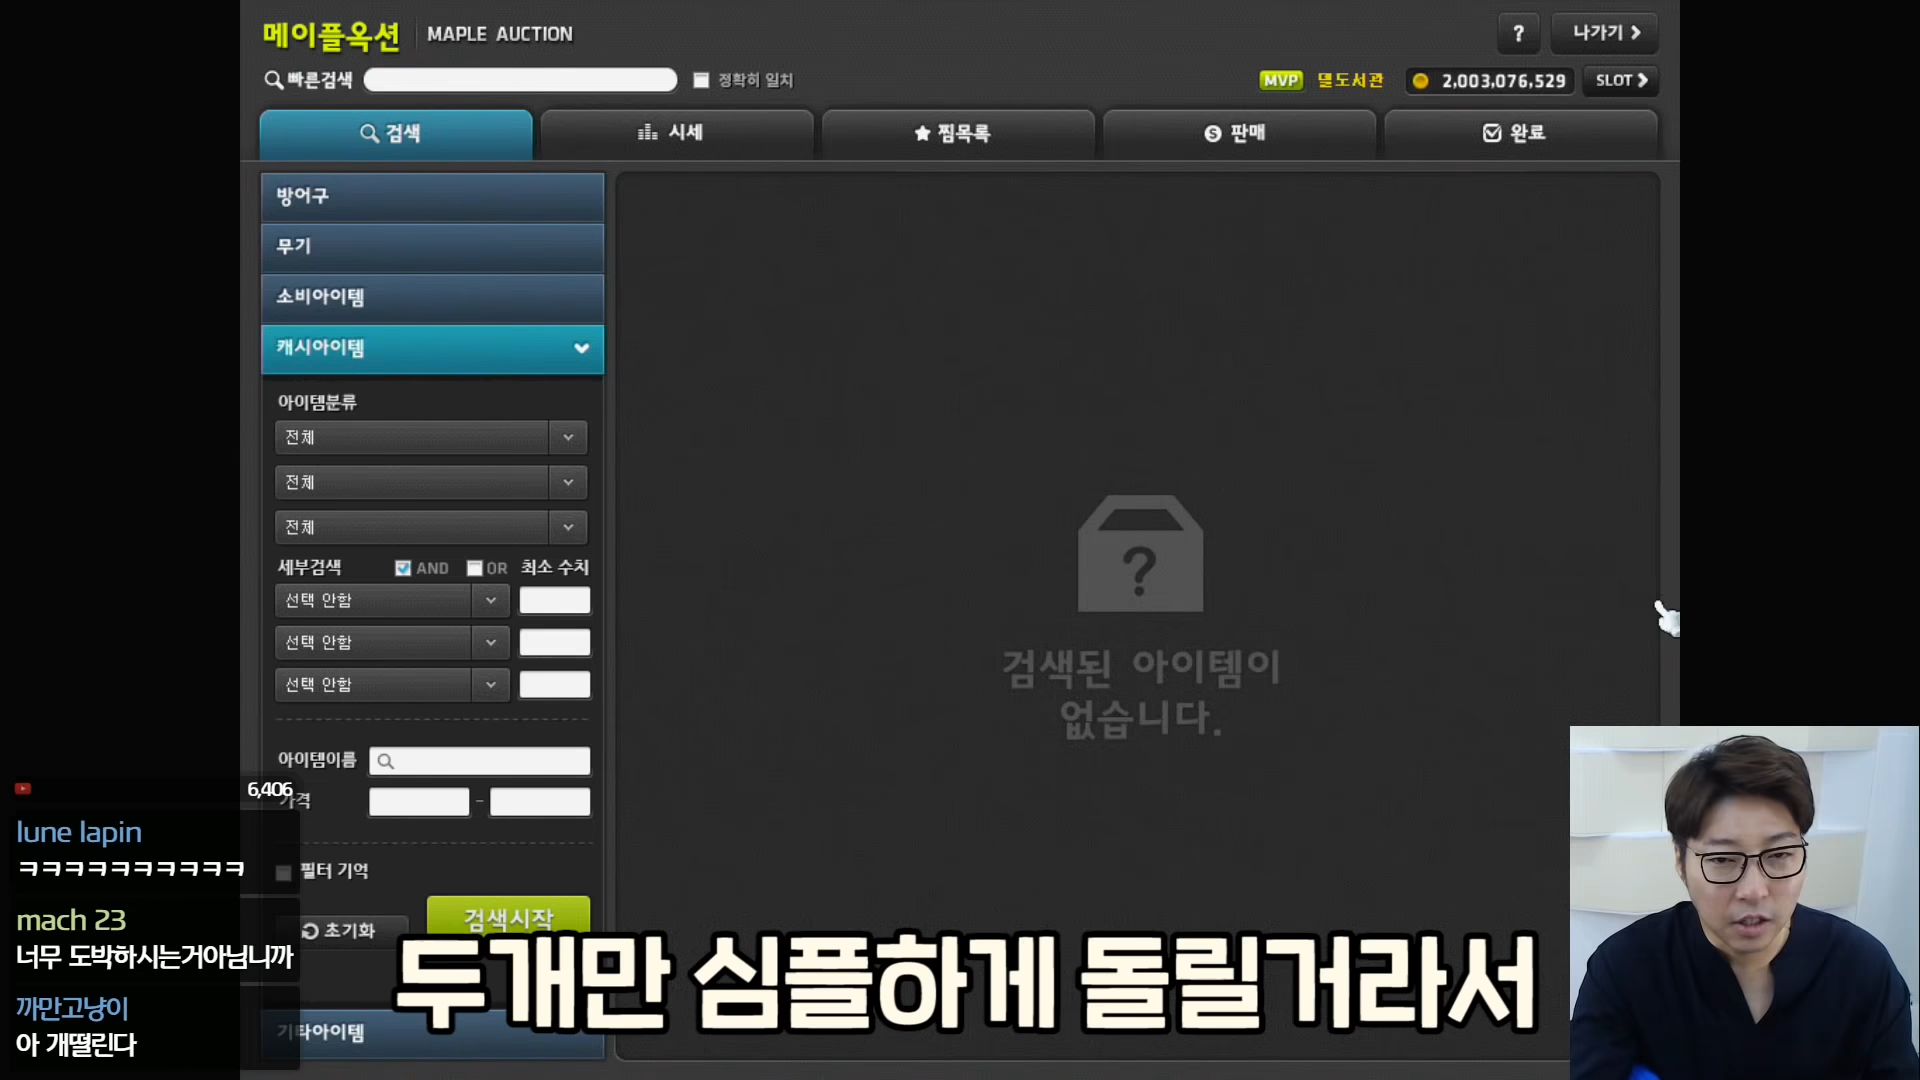 메이플옥션 MAPLE AUCTION ? 나가기
빠른검색 정확히 일치 MVP 델도서관 2,003,076,529 SLOT
검색 시세 찜목록 판매 완료
방어구
무기
소비아이템
캐시아이템
아이템분류
전체
전체
전체
세부검색 AND OR 최소 수치
선택 안함
선택 안함
선택 안함
아이템이름
가격 -
필터 기억
초기화 검색시작
기타아이템
?
검색된 아이템이
없습니다.
6,406
lune lapin
ㅋㅋㅋㅋㅋㅋㅋㅋㅋㅋ
mach 23
너무 도박하시는거아님니까
까만고냥이
아 개떨린다
두개만 심플하게 돌릴거라서